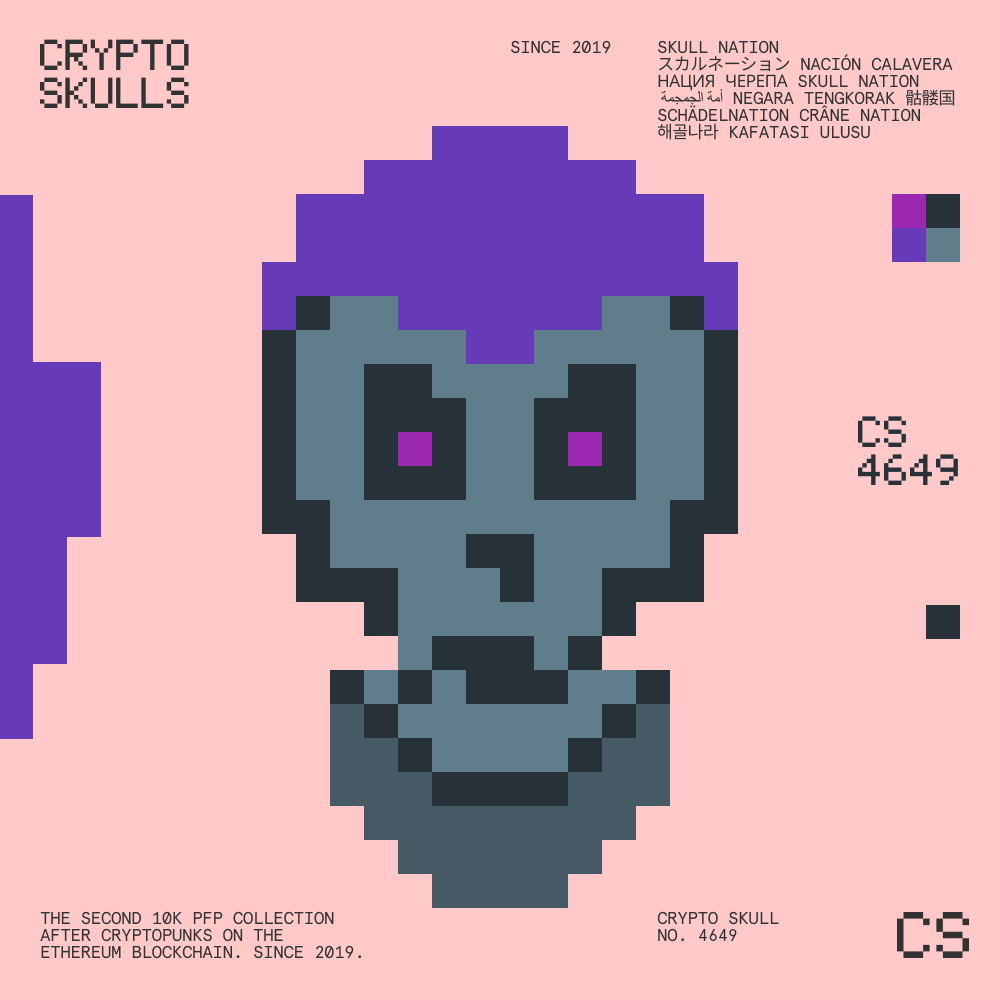 CRYPTO
SKULLS
SINCE 2019
SKULL NATION
スカルネーション NACIÓN CALAVERA
НАЦИЯ ЧЕРЕПА SKULL NATION
أمة الجمجمة NEGARA TENGKORAK 骷髅国
SCHÄDELNATION CRÂNE NATION
해골나라 KAFATASI ULUSU
CS
4649
THE SECOND 10K PFP COLLECTION
AFTER CRYPTOPUNKS ON THE
ETHEREUM BLOCKCHAIN. SINCE 2019.
CRYPTO SKULL
NO. 4649
CS